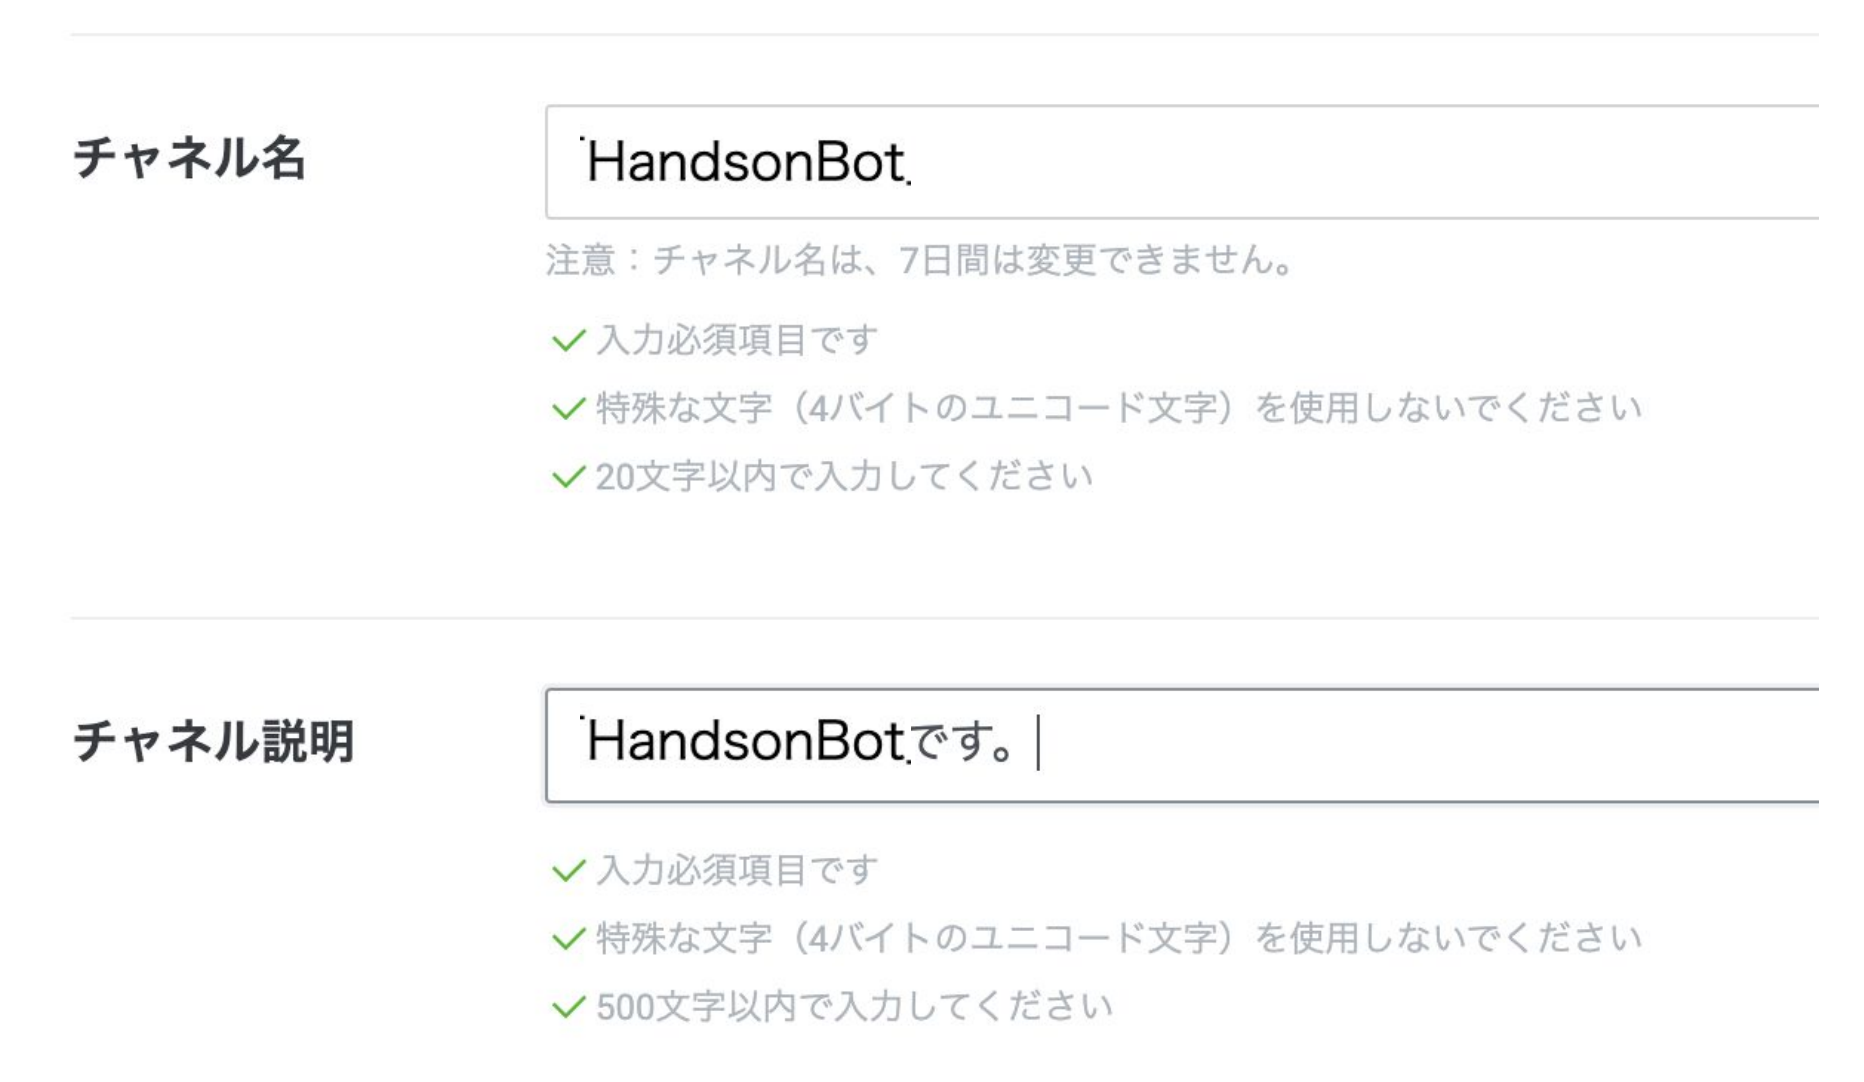 チャネル名
HandsonBot
注意：チャネル名は、7日間は変更できません。
入力必須項目です
特殊な文字（4バイトのユニコード文字）を使用しないでください
20文字以内で入力してください
チャネル説明
HandsonBotです。
入力必須項目です
特殊な文字（4バイトのユニコード文字）を使用しないでください
500文字以内で入力してください